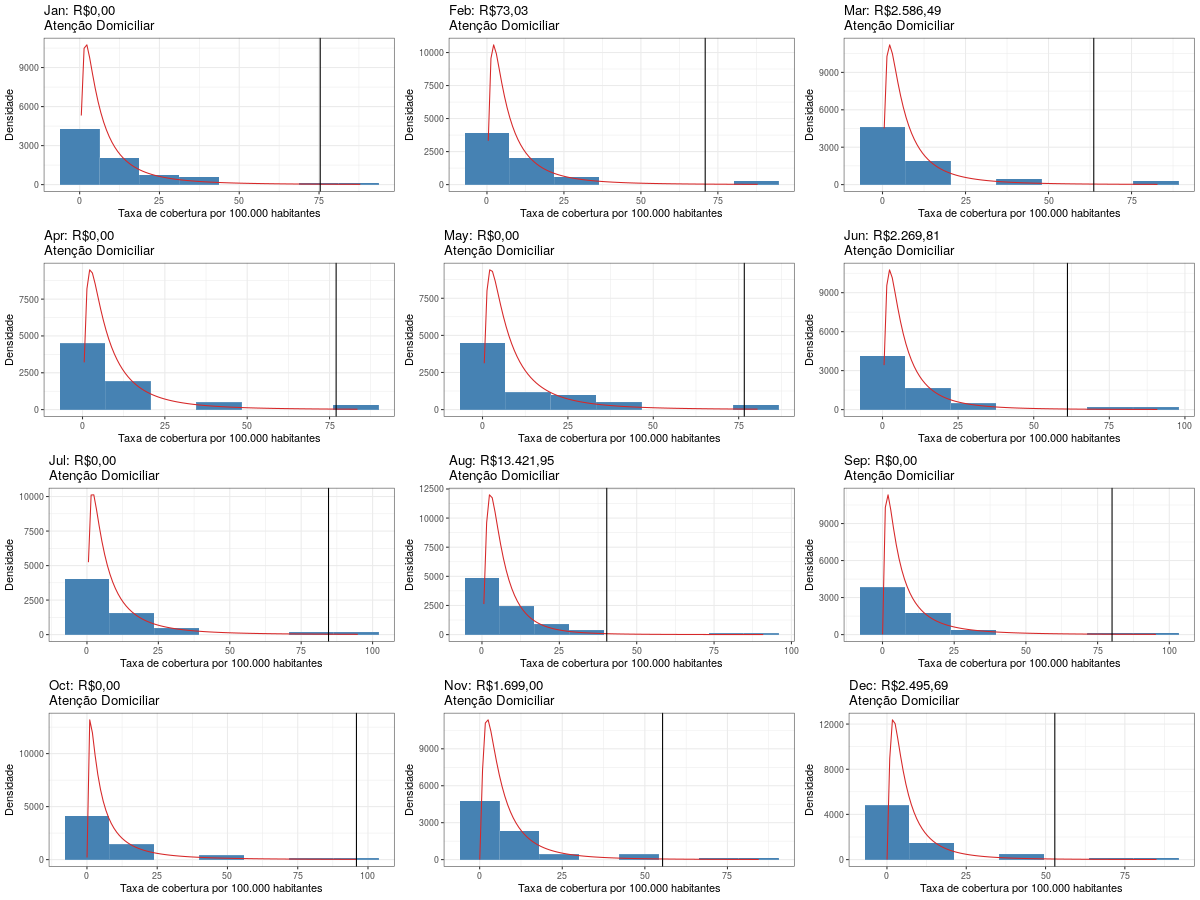 Jan: R$0,00
Atenção Domiciliar
Densidade
9000
6000
3000
0
0
25
50
75
Taxa de cobertura por 100.000 habitantes
Feb: R$73,03
Atenção Domiciliar
Densidade
10000
7500
5000
2500
0
0
25
50
75
Taxa de cobertura por 100.000 habitantes
Mar: R$2.586,49
Atenção Domiciliar
Densidade
9000
6000
3000
0
0
25
50
75
Taxa de cobertura por 100.000 habitantes
Apr: R$0,00
Atenção Domiciliar
Densidade
7500
5000
2500
0
0
25
50
75
Taxa de cobertura por 100.000 habitantes
May: R$0,00
Atenção Domiciliar
Densidade
7500
5000
2500
0
0
25
50
75
Taxa de cobertura por 100.000 habitantes
Jun: R$2.269,81
Atenção Domiciliar
Densidade
9000
6000
3000
0
0
25
50
75
100
Taxa de cobertura por 100.000 habitantes
Jul: R$0,00
Atenção Domiciliar
Densidade
10000
7500
5000
2500
0
0
25
50
75
100
Taxa de cobertura por 100.000 habitantes
Aug: R$13.421,95
Atenção Domiciliar
Densidade
12500
10000
7500
5000
2500
0
0
25
50
75
100
Taxa de cobertura por 100.000 habitantes
Sep: R$0,00
Atenção Domiciliar
Densidade
9000
6000
3000
0
0
25
50
75
100
Taxa de cobertura por 100.000 habitantes
Oct: R$0,00
Atenção Domiciliar
Densidade
10000
5000
0
0
25
50
75
100
Taxa de cobertura por 100.000 habitantes
Nov: R$1.699,00
Atenção Domiciliar
Densidade
9000
6000
3000
0
0
25
50
75
Taxa de cobertura por 100.000 habitantes
Dec: R$2.495,69
Atenção Domiciliar
Densidade
12000
8000
4000
0
0
25
50
75
Taxa de cobertura por 100.000 habitantes